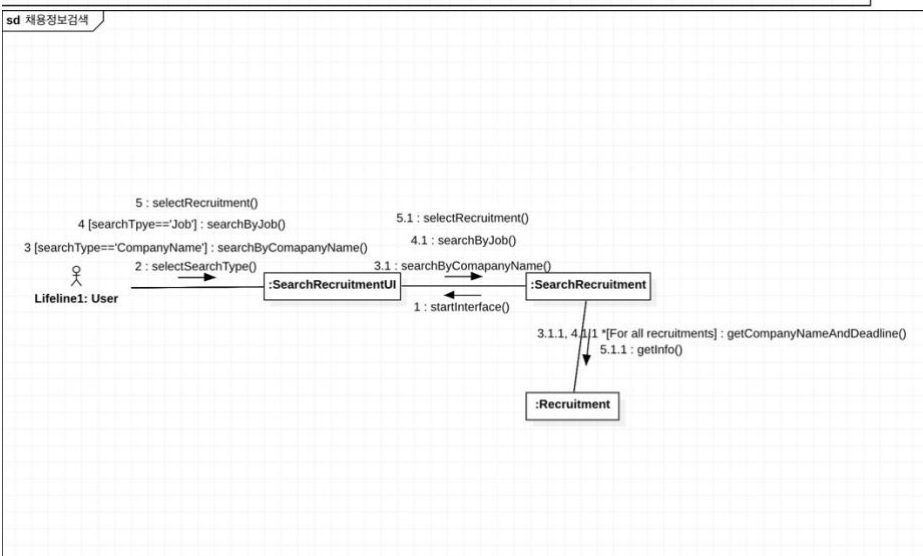 sd 채용정보검색
5 : selectRecruitment()
4 [searchTpye=='Job'] : searchByJob()
3 [searchType=='CompanyName'] : searchByComapanyName()
2 : selectSearchType()
Lifeline1: User
:SearchRecruitmentUI
5.1 : selectRecruitment()
4.1 : searchByJob()
3.1 : searchByComapanyName()
1 : startInterface()
:SearchRecruitment
3.1.1, 4.1.1 *[For all recruitments] : getCompanyNameAndDeadline()
5.1.1 : getInfo()
:Recruitment